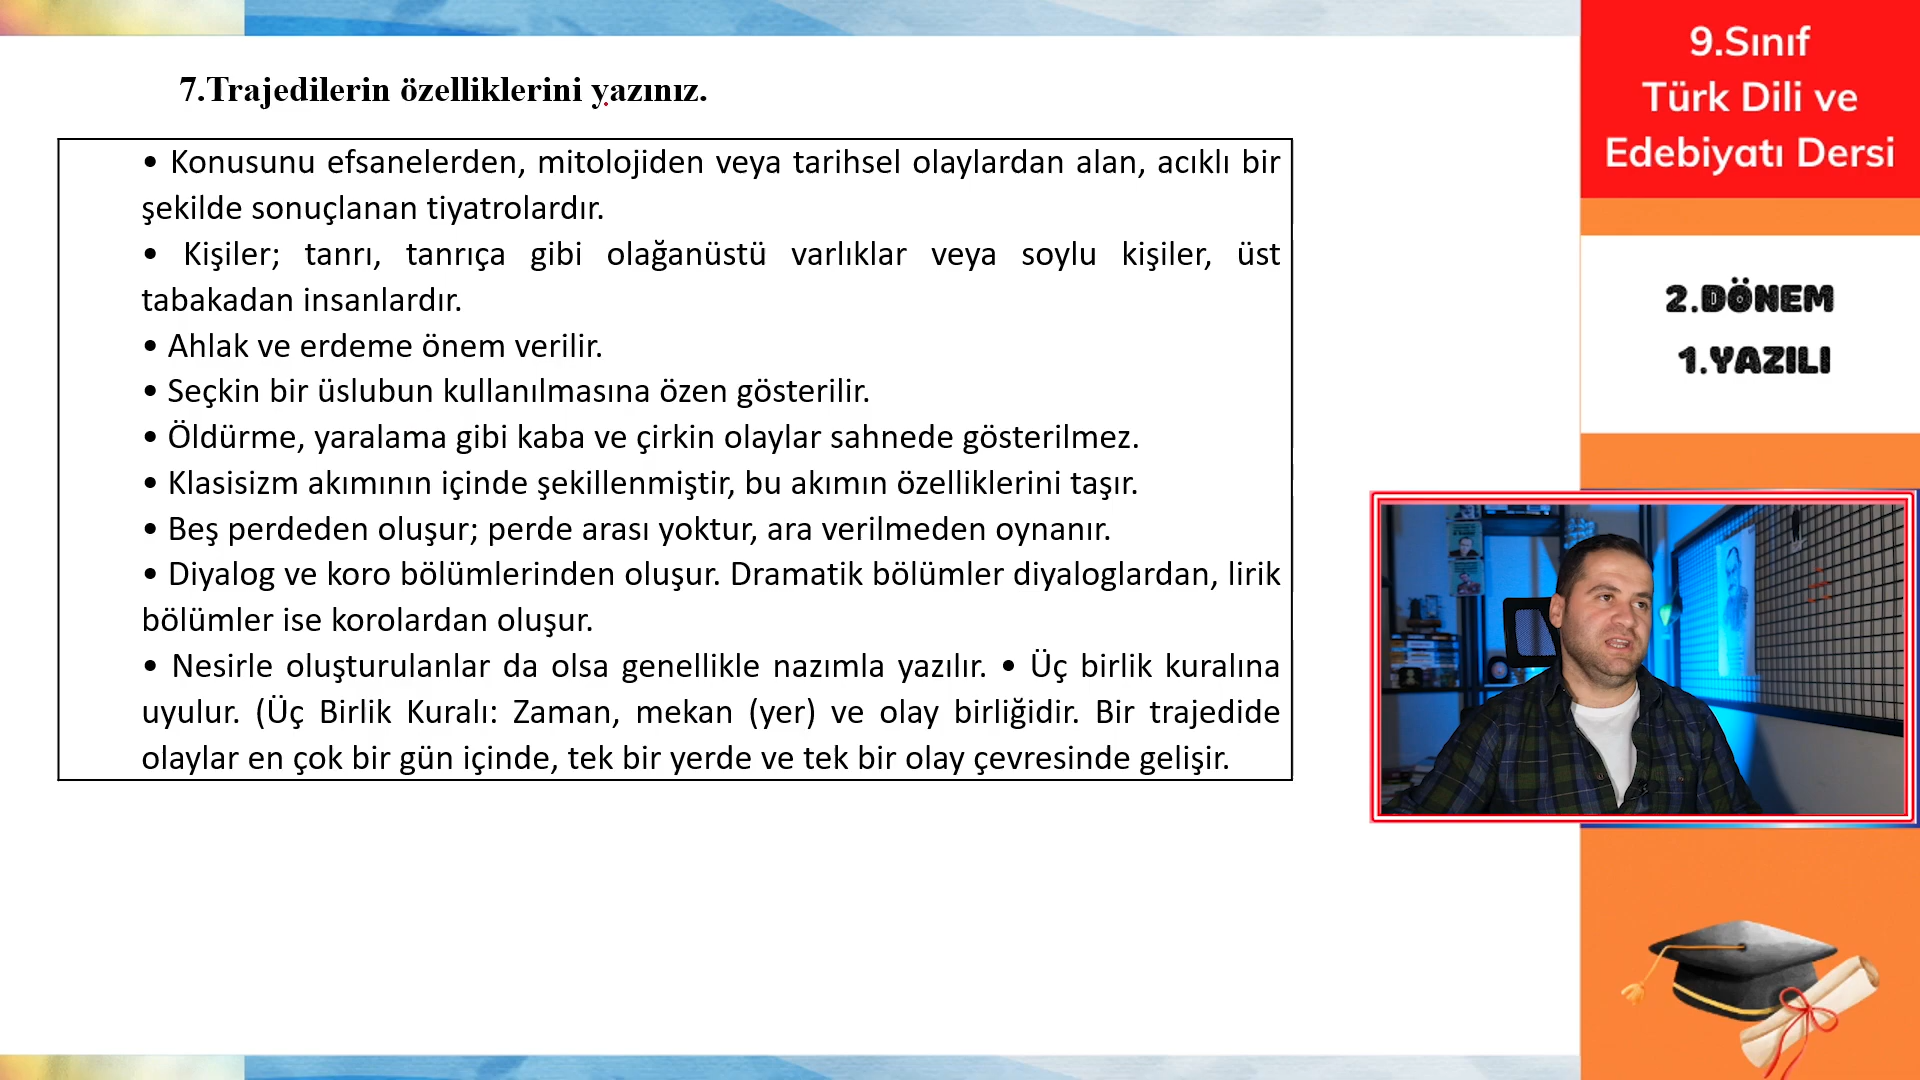 7.Trajedilerin özelliklerini yazınız.
• Konusunu efsanelerden, mitolojiden veya tarihsel olaylardan alan, acıklı bir
şekilde sonuçlanan tiyatrolardır.
• Kişiler; tanrı, tanrıça gibi olağanüstü varlıklar veya soylu kişiler, üst
tabakadan insanlardır.
• Ahlak ve erdeme önem verilir.
• Seçkin bir üslubun kullanılmasına özen gösterilir.
• Öldürme, yaralama gibi kaba ve çirkin olaylar sahnede gösterilmez.
• Klasisizm akımının içinde şekillenmiştir, bu akımın özelliklerini taşır.
• Beş perdeden oluşur; perde arası yoktur, ara verilmeden oynanır.
• Diyalog ve koro bölümlerinden oluşur. Dramatik bölümler diyaloglardan, lirik
bölümler ise korolardan oluşur.
• Nesirle oluşturulanlar da olsa genellikle nazımla yazılır. • Üç birlik kuralına
uyulur. (Üç Birlik Kuralı: Zaman, mekan (yer) ve olay birliğidir. Bir trajedide
olaylar en çok bir gün içinde, tek bir yerde ve tek bir olay çevresinde gelişir.
9.Sınıf
Türk Dili ve
Edebiyatı Dersi
2.DÖNEM
1.YAZILI